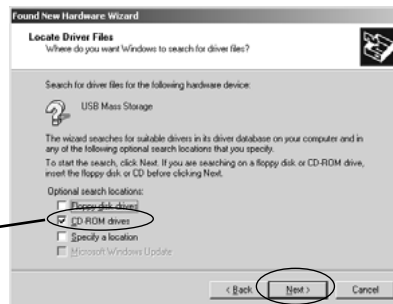 Found New Hardware Wizard
Locate Driver Files
Where do you want Windows to search for driver files?
Search for driver files for the following hardware device:
USB Mass Storage
The wizard searches for suitable drivers in its driver database on your computer and in
any of the following optional search locations that you specify.
To start the search, click Next. If you are searching on a floppy disk or CD-ROM drive,
insert the floppy disk or CD before clicking Next.
Optional search locations:
Floppy disk drives
CD-ROM drives
Specify a location
Microsoft Windows Update
< Back
Next >
Cancel